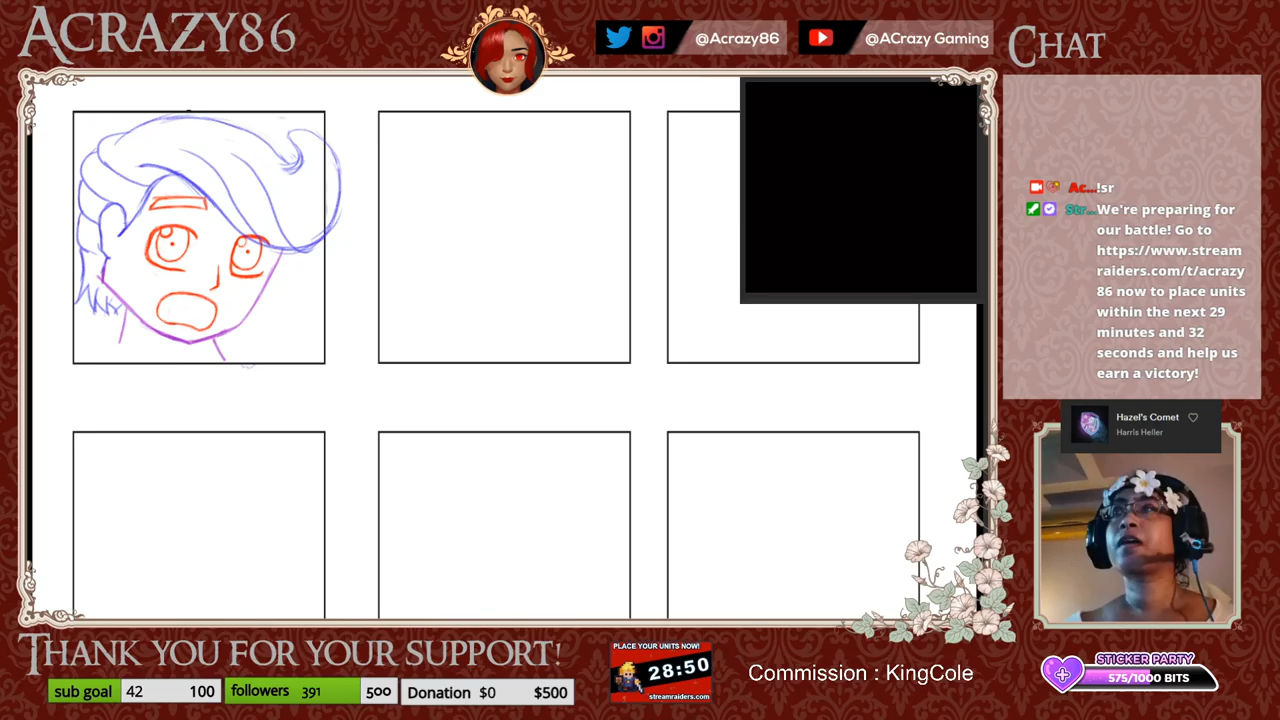 ACRAZY86
@Acrazy86
@ACrazy Gaming
CHAT
Ac...!sr
Str...We're preparing for
our battle! Go to
https://www.stream
raiders.com/t/acrazy
86 now to place units
within the next 29
minutes and 32
seconds and help us
earn a victory!
Hazel's Comet
Harris Heller
THANK YOU FOR YOUR SUPPORT!
sub goal 42 100
followers 391 500
Donation $0 $500
PLACE YOUR UNITS NOW!
28:50
streamraiders.com
Commission : KingCole
STICKER PARTY
575/1000 BITS